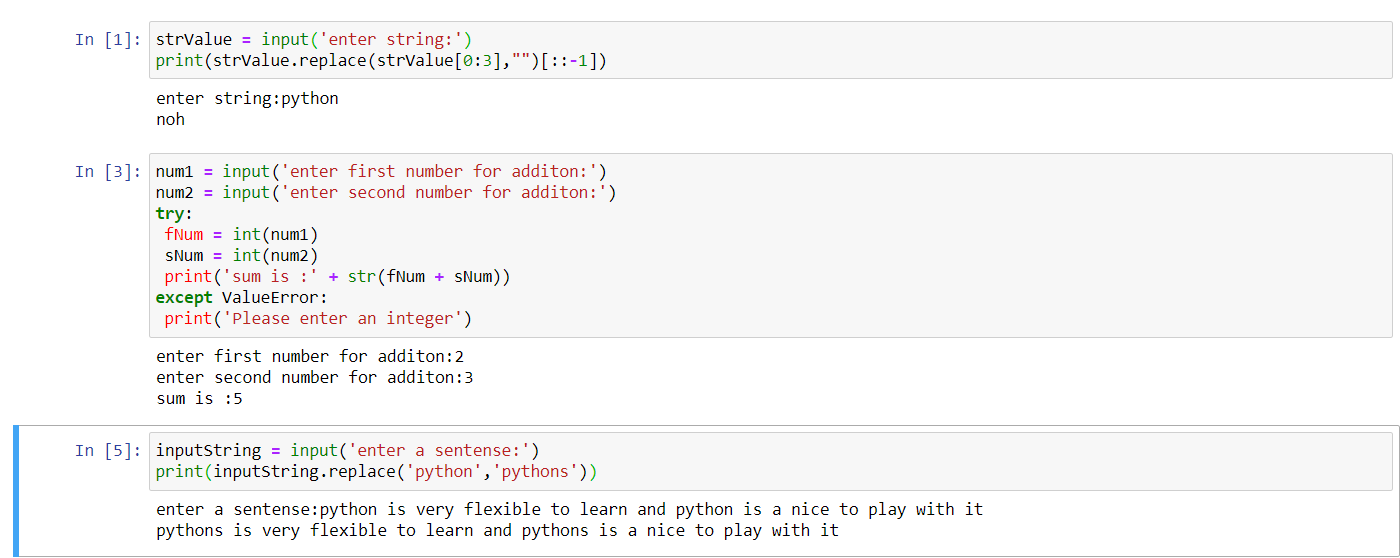 In [1]: strValue = input('enter string:')
print(strValue.replace(strValue[0:3],"")[::-1])
enter string:python
noh
In [3]: num1 = input('enter first number for additon:')
num2 = input('enter second number for additon:')
try:
 fNum = int(num1)
 sNum = int(num2)
 print('sum is :' + str(fNum + sNum))
except ValueError:
 print('Please enter an integer')
enter first number for additon:2
enter second number for additon:3
sum is :5
In [5]: inputString = input('enter a sentence:')
print(inputString.replace('python','pythons'))
enter a sentence:python is very flexible to learn and python is a nice to play with it
pythons is very flexible to learn and pythons is a nice to play with it